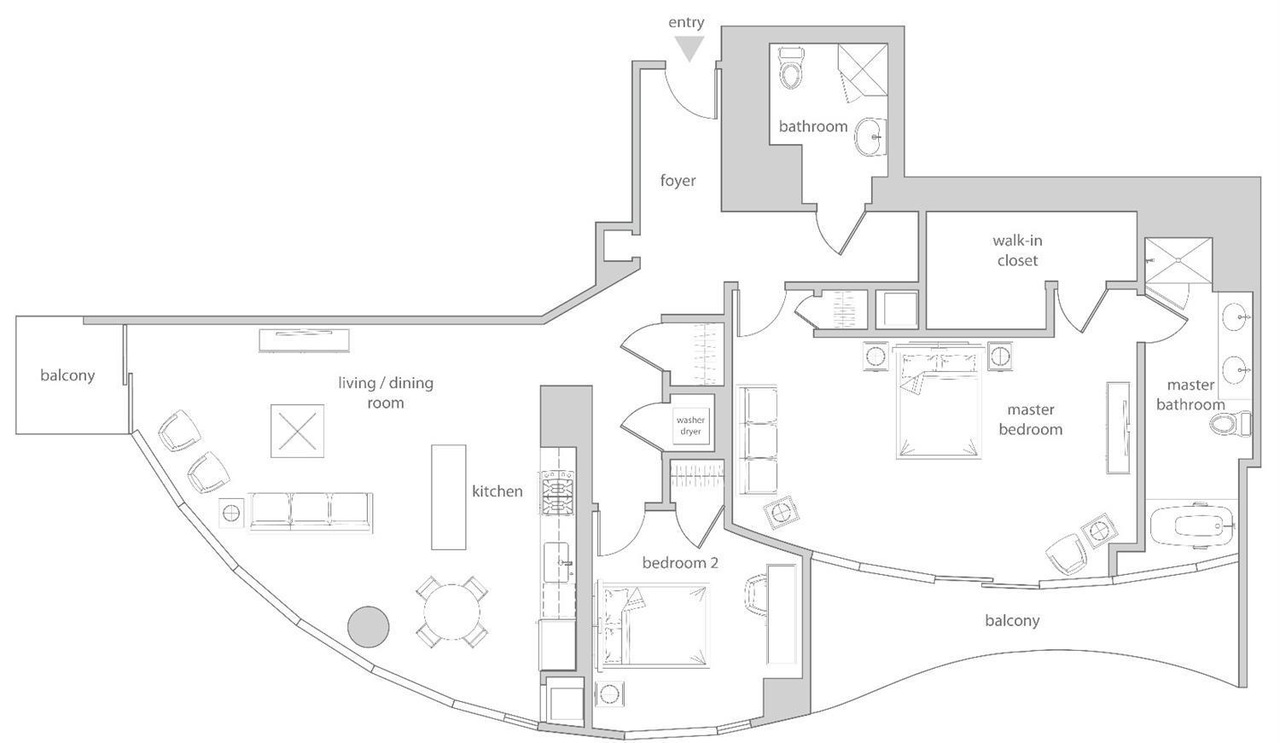 entry
bathroom
foyer
walk-in
closet
balcony
living / dining
room
master
bathroom
master
bedroom
washer
dryer
kitchen
bedroom 2
balcony